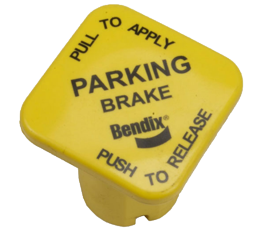 PULL TO APPLY
PARKING
BRAKE
Bendix
PUSH TO RELEASE